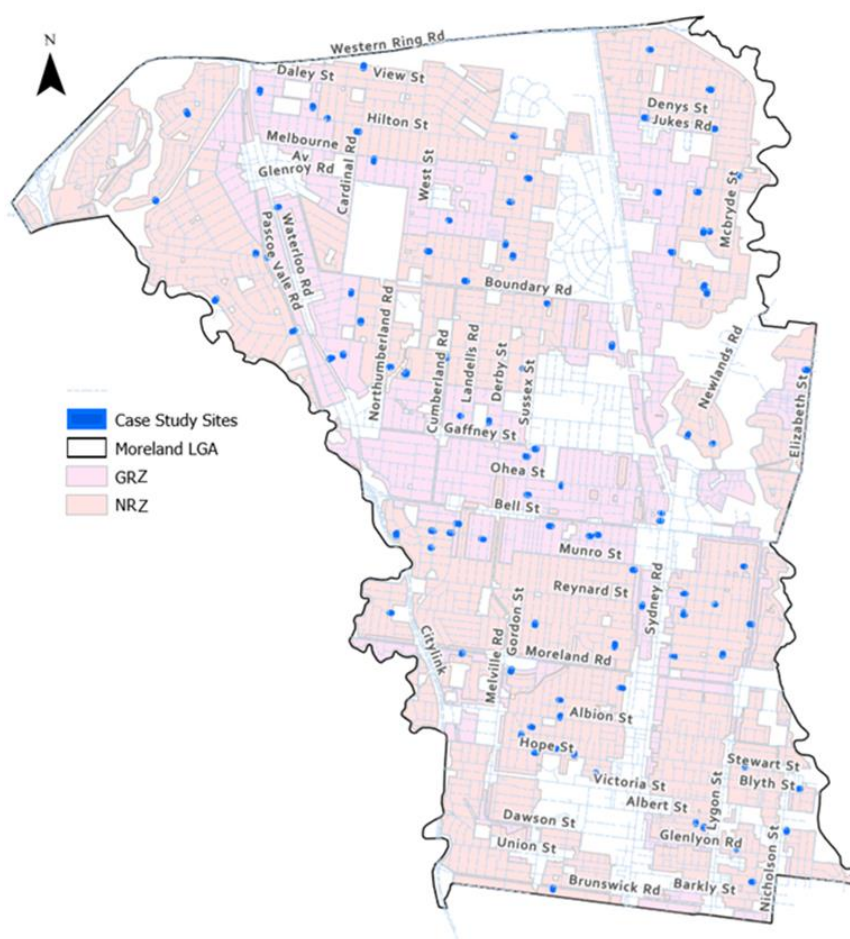 Western Ring Rd
N
Daley St
View St
Denys St
Jukes Rd
Hilton St
Melbourne
Av
Glenroy Rd
Cardinal Rd
West St
Mcbryde St
Waterloo Rd
Pascoe Vale Rd
Boundary Rd
Northumberland Rd
Cumberland Rd
Landells Rd
Derby St
Sussex St
Newlands Rd
Elizabeth St
Case Study Sites
Moreland LGA
GRZ
NRZ
Gaffney St
Ohea St
Bell St
Munro St
Reynard St
Sydney Rd
Gordon St
Citylink
Melville Rd
Moreland Rd
Albion St
Hope St
Stewart St
Victoria St
Blyth St
Albert St
Lygon St
Dawson St
Glenlyon Rd
Union St
Nicholson St
Brunswick Rd
Barkly St